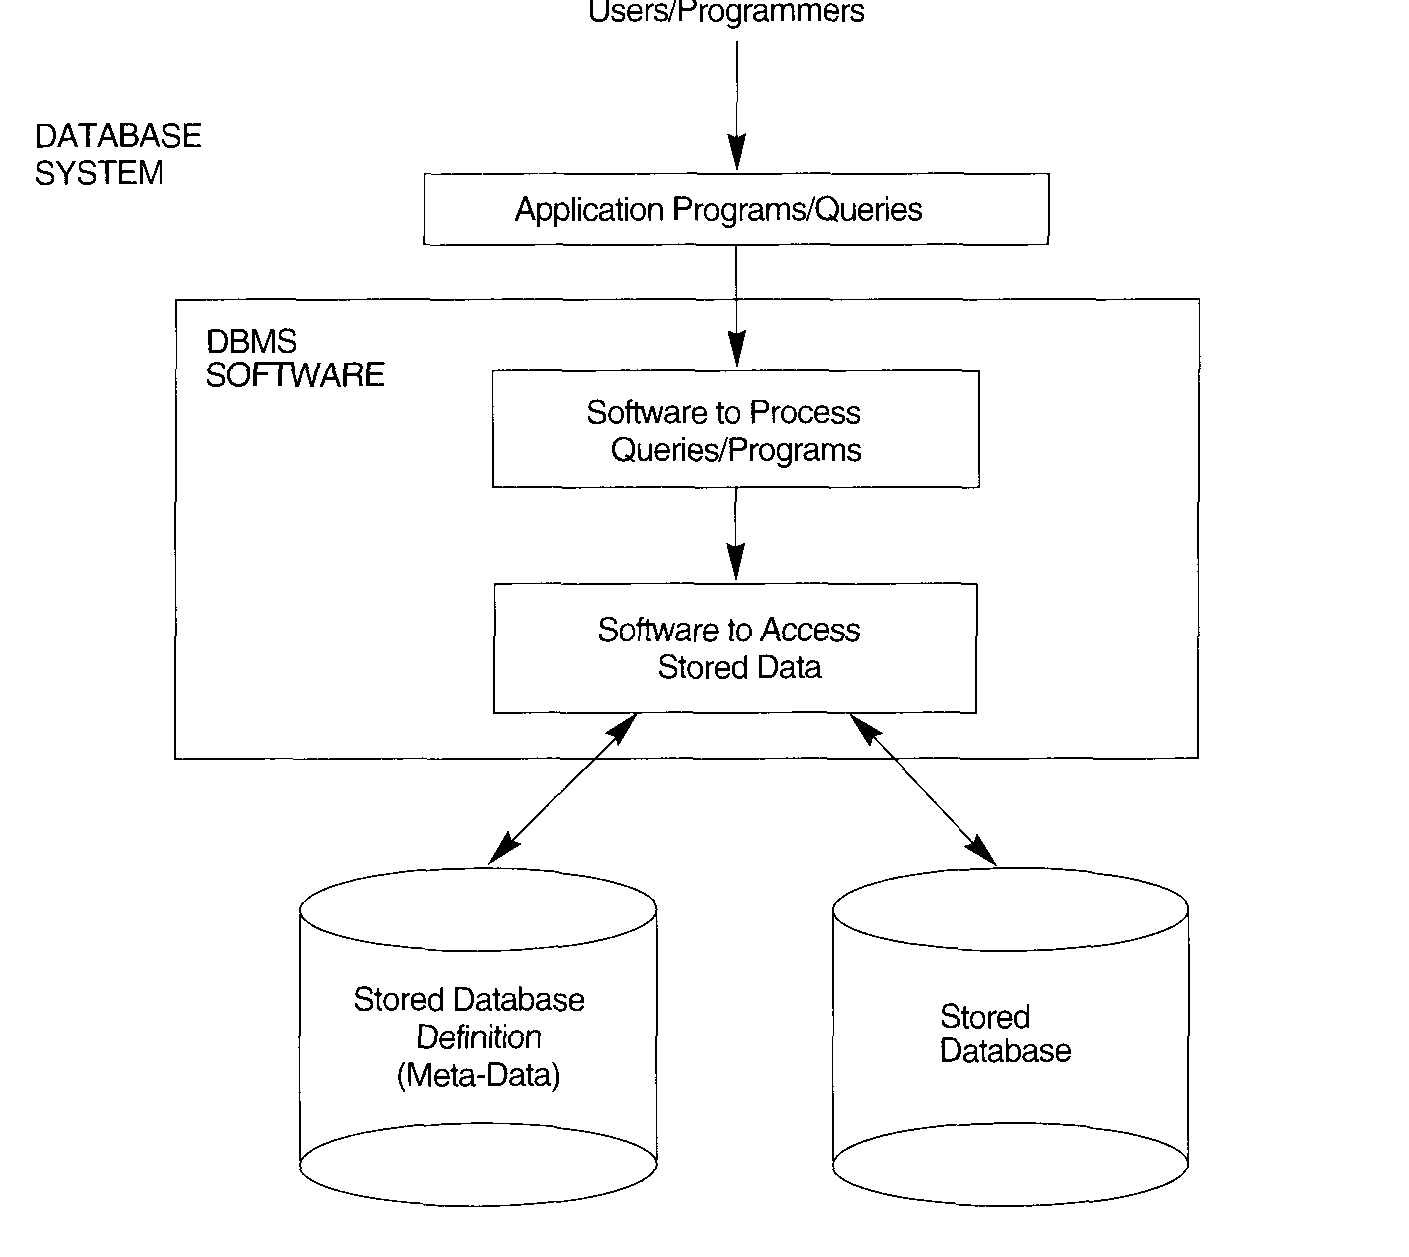 Users/Programmers
DATABASE
SYSTEM
Application Programs/Queries
DBMS
SOFTWARE
Software to Process
Queries/Programs
Software to Access
Stored Data
Stored Database
Definition
(Meta-Data)
Stored
Database